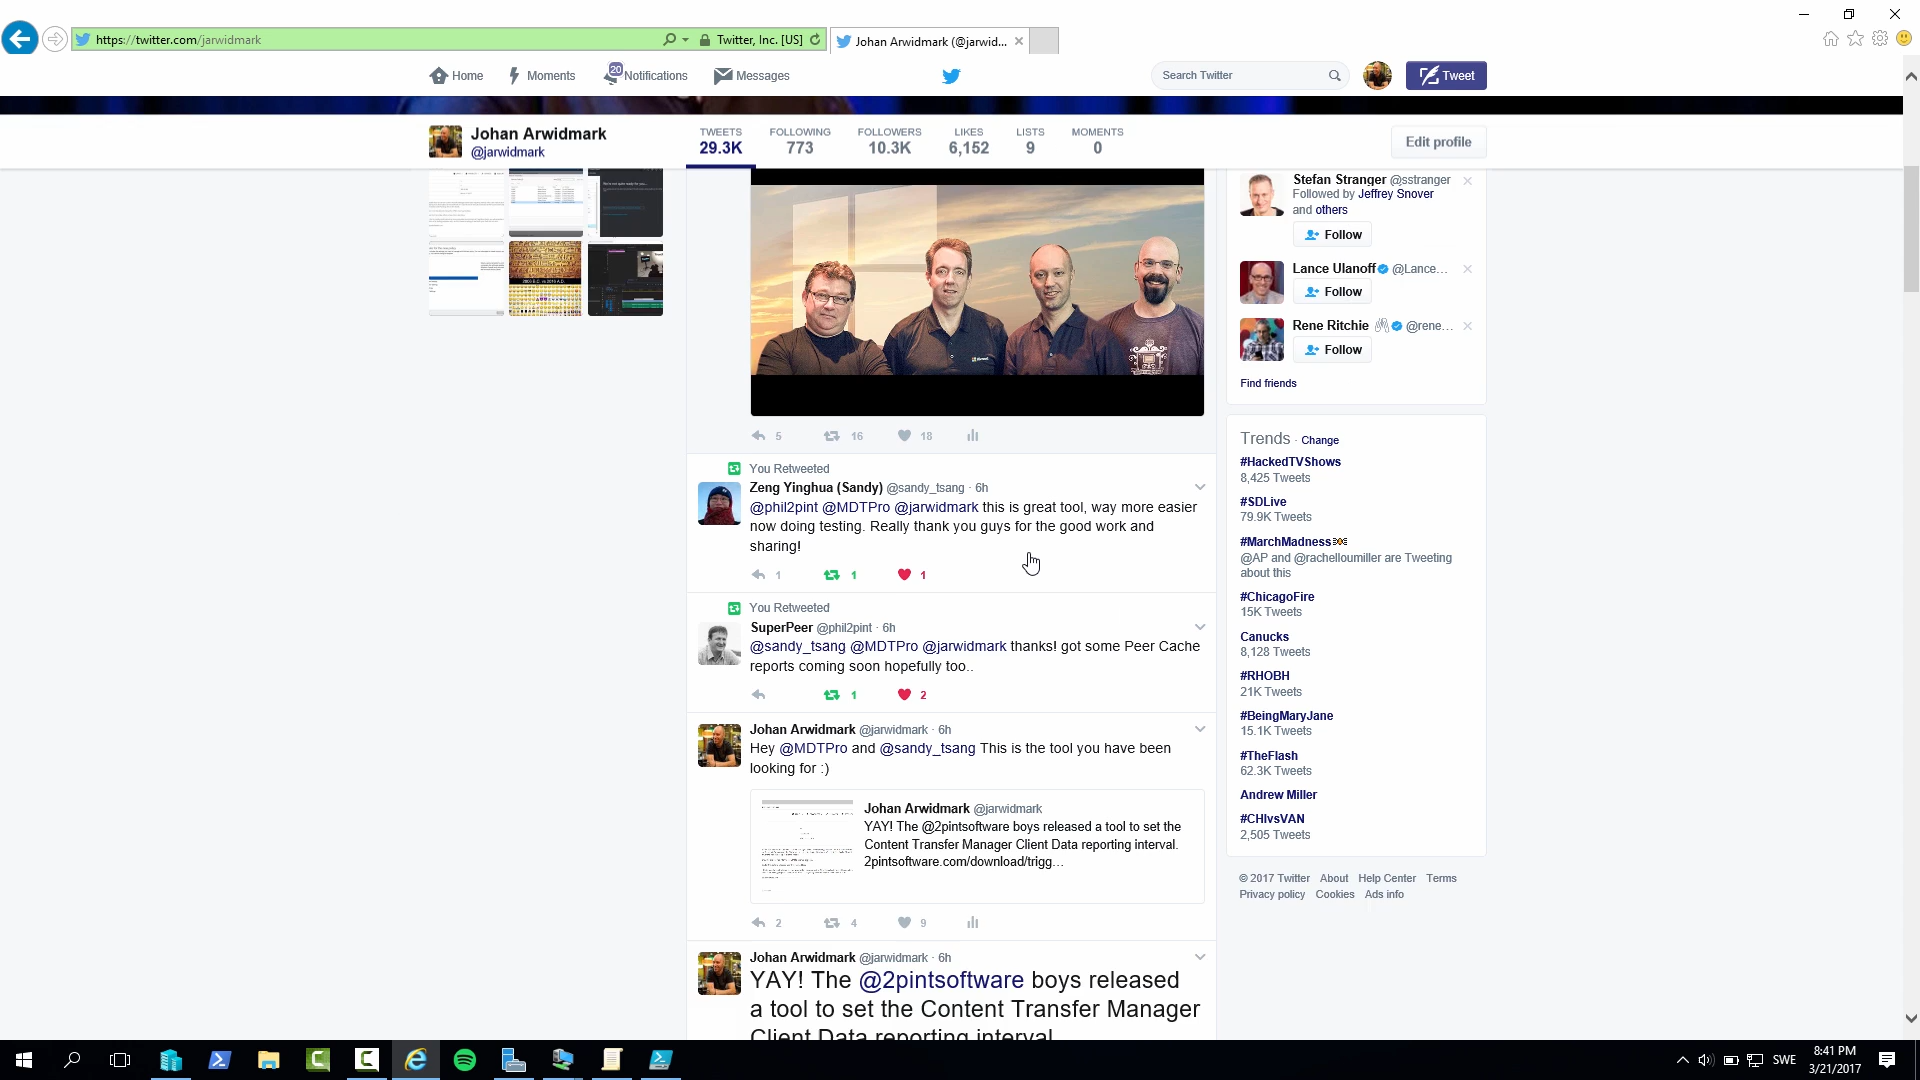 https://twitter.com/jarwidmark
Twitter, Inc. [US]
Johan Arwidmark (@jarwid...
Home
Moments
20
Notifications
Messages
Search Twitter
Tweet
Johan Arwidmark
@jarwidmark
TWEETS
29.3K
FOLLOWING
773
FOLLOWERS
10.3K
LIKES
6,152
LISTS
9
MOMENTS
0
Edit profile
5
16
18
You Retweeted
Zeng Yinghua (Sandy) @sandy_tsang · 6h
@phil2pint @MDTPro @jarwidmark this is great tool, way more easier
now doing testing. Really thank you guys for the good work and
sharing!
1
1
1
You Retweeted
SuperPeer @phil2pint · 6h
@sandy_tsang @MDTPro @jarwidmark thanks! got some Peer Cache
reports coming soon hopefully too..
1
2
Johan Arwidmark @jarwidmark · 6h
Hey @MDTPro and @sandy_tsang This is the tool you have been
looking for :)
Johan Arwidmark @jarwidmark
YAY! The @2pintsoftware boys released a tool to set the
Content Transfer Manager Client Data reporting interval.
2pintsoftware.com/download/trigg...
2
4
9
Johan Arwidmark @jarwidmark · 6h
YAY! The @2pintsoftware boys released
a tool to set the Content Transfer Manager
Client Data reporting interval
Stefan Stranger @sstranger
Followed by Jeffrey Snover
and others
Follow
Lance Ulanoff @Lance...
Follow
Rene Ritchie @rene...
Follow
Find friends
Trends · Change
#HackedTVShows
8,425 Tweets
#SDLive
79.9K Tweets
#MarchMadness
@AP and @rachelloumiller are Tweeting
about this
#ChicagoFire
15K Tweets
Canucks
8,128 Tweets
#RHOBH
21K Tweets
#BeingMaryJane
15.1K Tweets
#TheFlash
62.3K Tweets
Andrew Miller
#CHIvsVAN
2,505 Tweets
© 2017 Twitter About Help Center Terms
Privacy policy Cookies Ads info
SWE
8:41 PM
3/21/2017